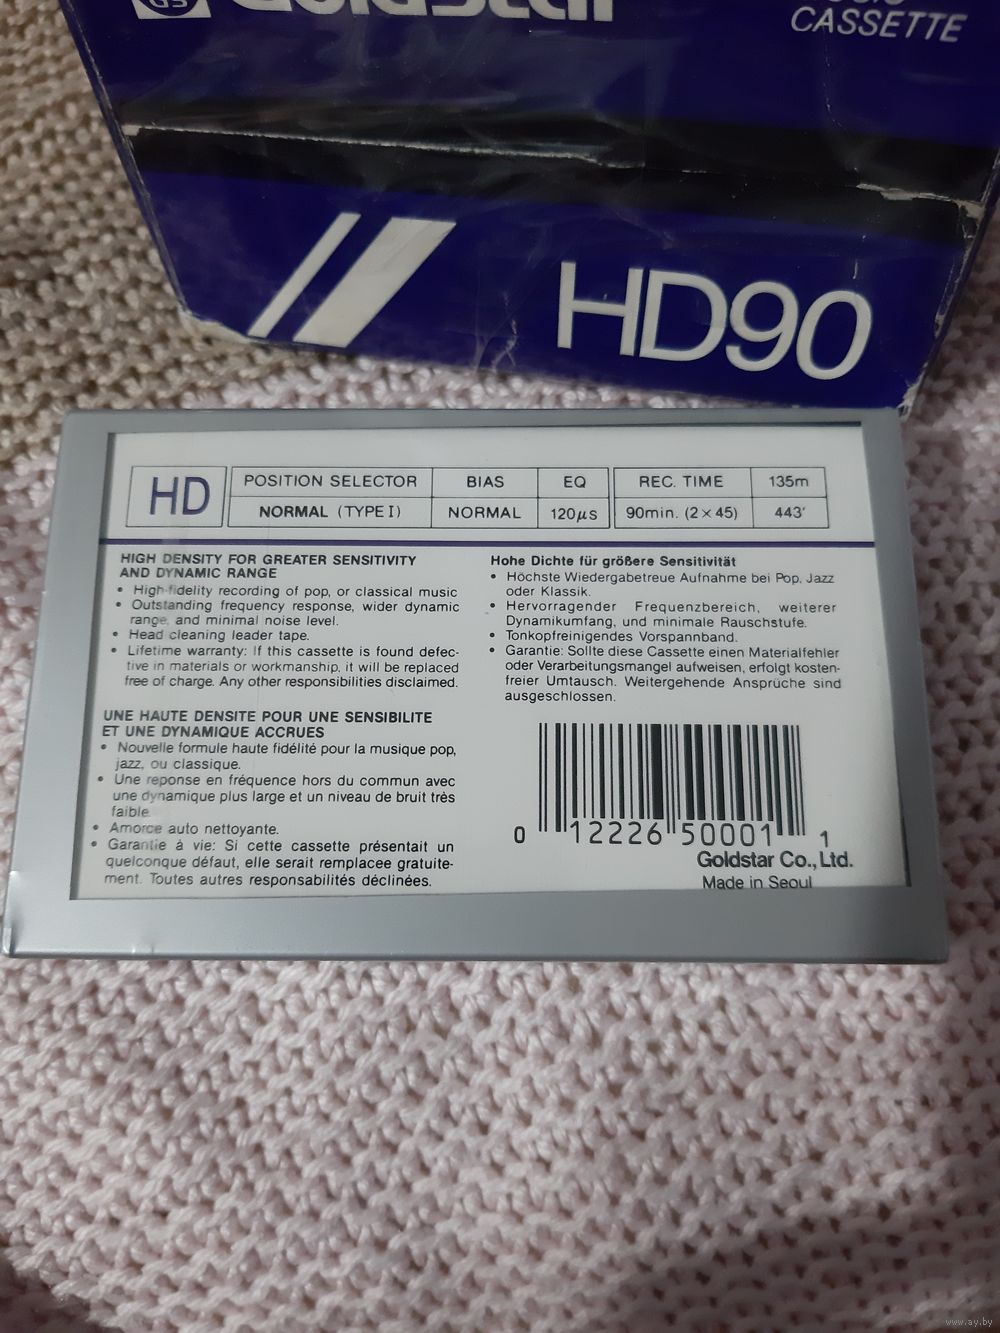 GoldStar
CASSETTE
HD90
HD
POSITION SELECTOR BIAS EQ REC. TIME 135m
NORMAL (TYPE I) NORMAL 120µs 90min. (2×45) 443'
HIGH DENSITY FOR GREATER SENSITIVITY
AND DYNAMIC RANGE
• High-fidelity recording of pop, or classical music
• Outstanding frequency response, wider dynamic
range, and minimal noise level.
• Head cleaning leader tape.
• Lifetime warranty: If this cassette is found defec-
tive in materials or workmanship, it will be replaced
free of charge. Any other responsibilities disclaimed.
UNE HAUTE DENSITE POUR UNE SENSIBILITE
ET UNE DYNAMIQUE ACCRUES
• Nouvelle formule haute fidélité pour la musique pop,
jazz, ou classique.
• Une reponse en fréquence hors du commun avec
une dynamique plus large et un niveau de bruit très
faible.
• Amorce auto nettoyante.
• Garantie à vie: Si cette cassette présentait un
quelconque défaut, elle serait remplacee gratuite-
ment. Toutes autres responsabilités déclinées.
Hohe Dichte für größere Sensitivität
• Höchste Wiedergabetreue Aufnahme bei Pop, Jazz
oder Klassik.
• Hervorragender Frequenzbereich, weiterer
Dynamikumfang, und minimale Rauschstufe.
• Tonkopfreinigendes Vorspannband.
• Garantie: Sollte diese Cassette einen Materialfehler
oder Verarbeitungsmangel aufweisen, erfolgt kosten-
freier Umtausch. Weitergehende Ansprüche sind
ausgeschlossen.
0 12226 50001 1
Goldstar Co., Ltd.
Made in Seoul
www.ay.by